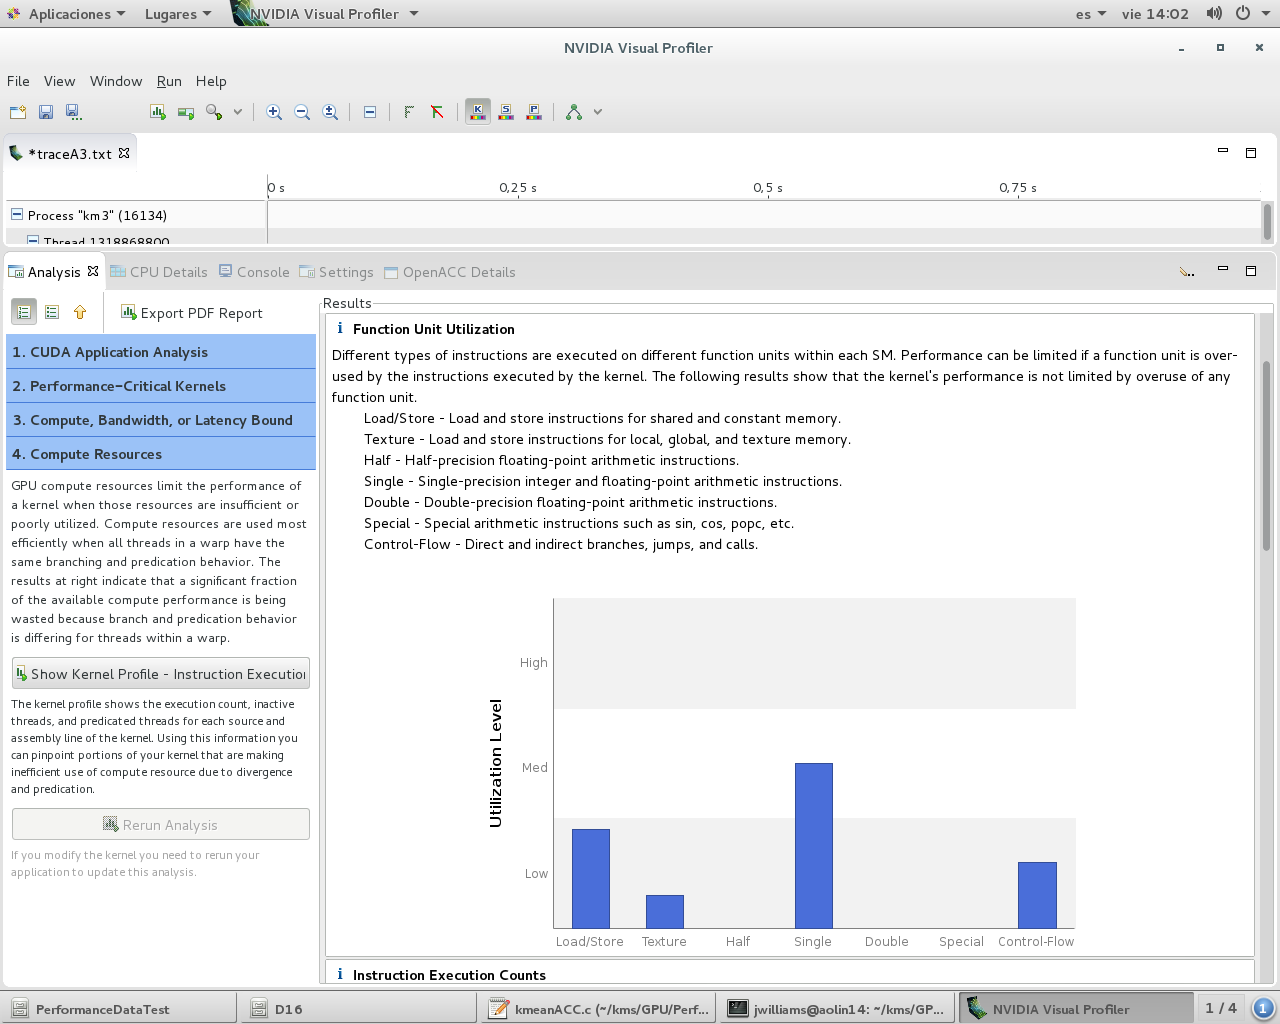 Aplicaciones Lugares NVIDIA Visual Profiler es vie 14:02
NVIDIA Visual Profiler
File View Window Run Help
K S P
*traceA3.txt
0 s 0,25 s 0,5 s 0,75 s
Process "km3" (16134)
Thread 1318868800
Analysis CPU Details Console Settings OpenACC Details
Export PDF Report
1. CUDA Application Analysis
2. Performance-Critical Kernels
3. Compute, Bandwidth, or Latency Bound
4. Compute Resources
GPU compute resources limit the performance of
a kernel when those resources are insufficient or
poorly utilized. Compute resources are used most
efficiently when all threads in a warp have the
same branching and predication behavior. The
results at right indicate that a significant fraction
of the available compute performance is being
wasted because branch and predication behavior
is differing for threads within a warp.
Show Kernel Profile - Instruction Execution
The kernel profile shows the execution count, inactive
threads, and predicated threads for each source and
assembly line of the kernel. Using this information you
can pinpoint portions of your kernel that are making
inefficient use of compute resource due to divergence
and predication.
Rerun Analysis
If you modify the kernel you need to rerun your
application to update this analysis.
Results
Function Unit Utilization
Different types of instructions are executed on different function units within each SM. Performance can be limited if a function unit is over-
used by the instructions executed by the kernel. The following results show that the kernel's performance is not limited by overuse of any
function unit.
Load/Store - Load and store instructions for shared and constant memory.
Texture - Load and store instructions for local, global, and texture memory.
Half - Half-precision floating-point arithmetic instructions.
Single - Single-precision integer and floating-point arithmetic instructions.
Double - Double-precision floating-point arithmetic instructions.
Special - Special arithmetic instructions such as sin, cos, popc, etc.
Control-Flow - Direct and indirect branches, jumps, and calls.
Utilization Level
High
Med
Low
Load/Store Texture Half Single Double Special Control-Flow
Instruction Execution Counts
PerformanceDataTest D16 kmeanACC.c (~/kms/GPU/Perf... jwilliams@aolin14: ~/kms/GP... NVIDIA Visual Profiler 1 / 4 1